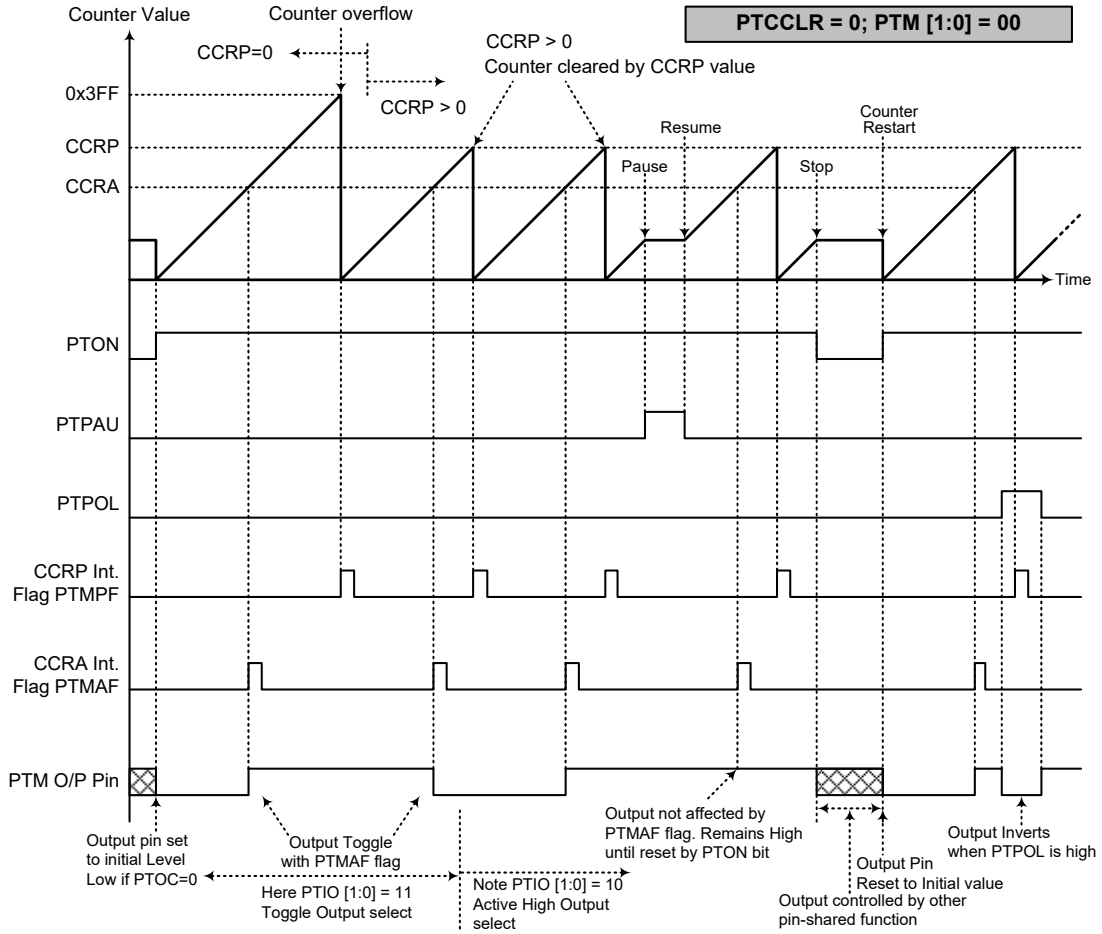 Counter Value
Counter overflow
PTCCLR = 0; PTM [1:0] = 00
CCRP=0
CCRP > 0
CCRP > 0
Counter cleared by CCRP value
0x3FF
CCRP
CCRA
Pause
Resume
Stop
Counter
Restart
Time
PTON
PTPAU
PTPOL
CCRP Int.
Flag PTMPF
CCRA Int.
Flag PTMAF
PTM O/P Pin
Output pin set
to initial Level
Low if PTOC=0
Output Toggle
with PTMAF flag
Here PTIO [1:0] = 11
Toggle Output select
Note PTIO [1:0] = 10
Active High Output
select
Output not affected by
PTMAF flag. Remains High
until reset by PTON bit
Output controlled by other
pin-shared function
Output Pin
Reset to Initial value
Output Inverts
when PTPOL is high